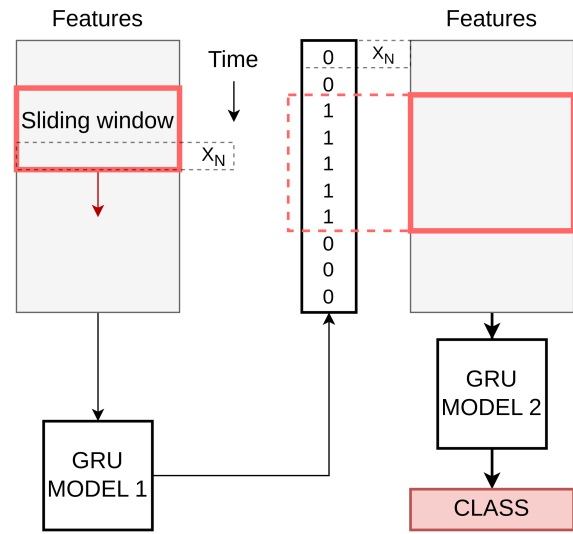 Features
Features
Time
Sliding window
X_N
X_N
0
0
1
1
1
1
1
0
0
0
GRU
MODEL 1
GRU
MODEL 2
CLASS